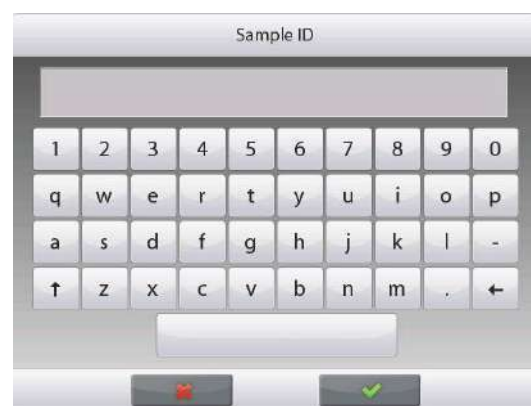 Sample ID
1 2 3 4 5 6 7 8 9 0
q w e r t y u i o p
a s d f g h j k l -
↑ z x c v b n m . ←